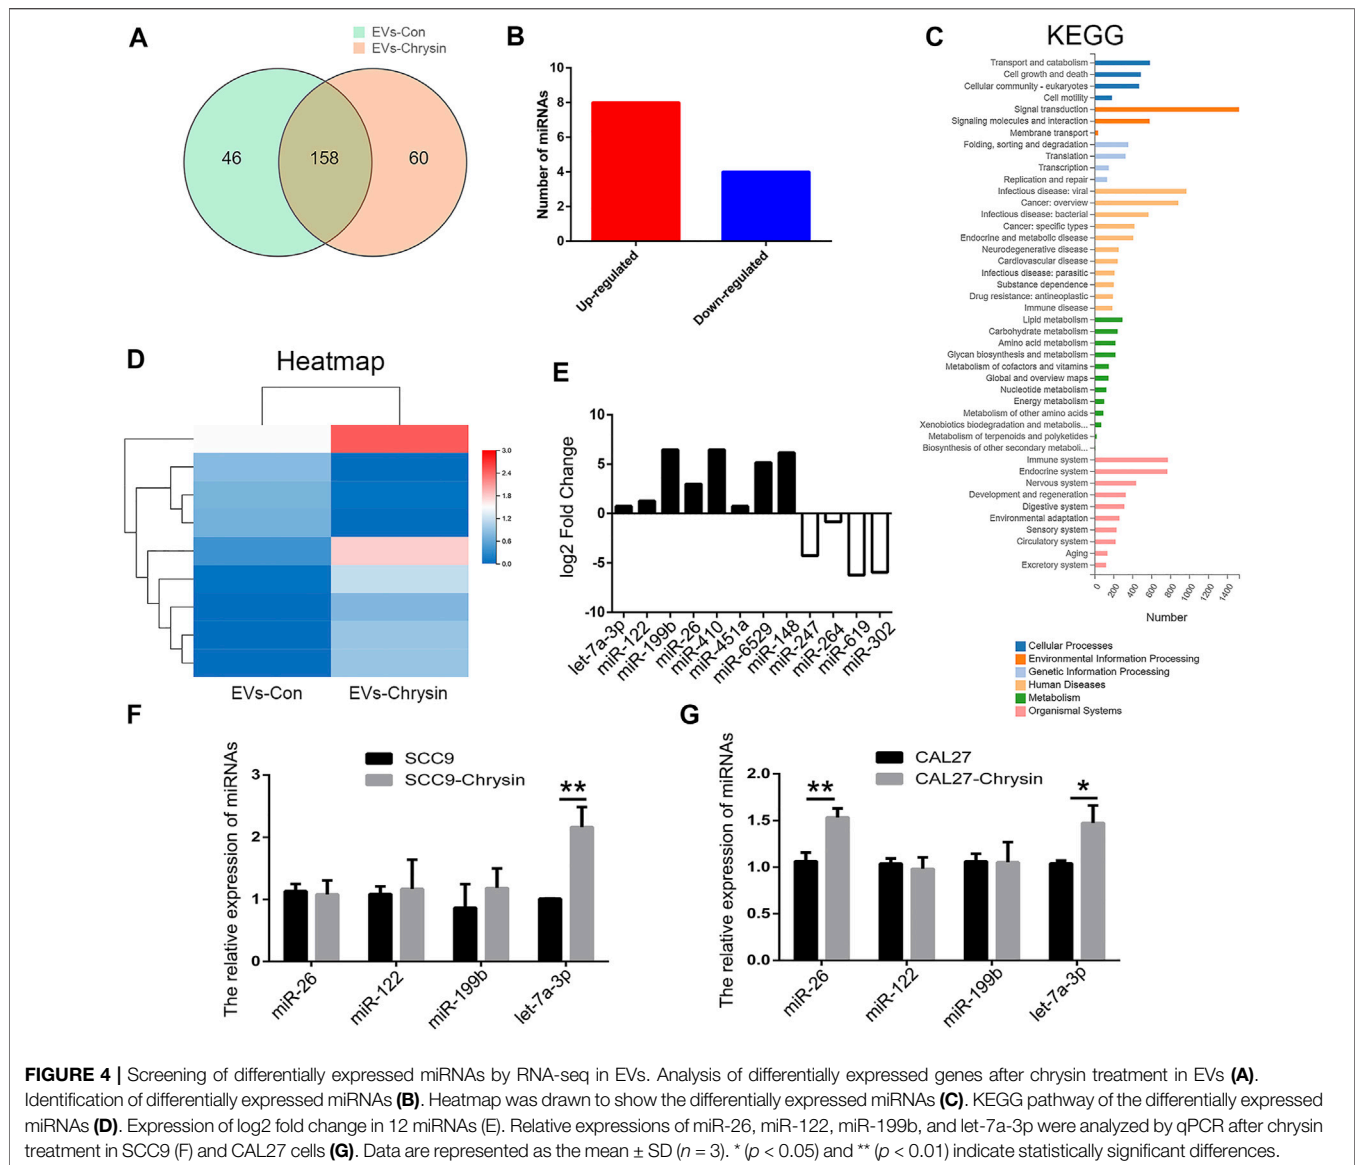 A
EVs-Con
EVs-Chrysin
46
158
60
B
Number of miRNAs
10
8
6
4
2
0
Up-regulated
Down-regulated
C
KEGG
Transport and catabolism
Cell growth and death
Cellular community - eukaryotes
Cell motility
Signal transduction
Signaling molecules and interaction
Membrane transport
Folding, sorting and degradation
Translation
Transcription
Replication and repair
Infectious disease: viral
Cancer: overview
Infectious disease: bacterial
Cancer: specific types
Endocrine and metabolic disease
Neurodegenerative disease
Cardiovascular disease
Infectious disease: parasitic
Substance dependence
Drug resistance: antineoplastic
Immune disease
Lipid metabolism
Carbohydrate metabolism
Amino acid metabolism
Glycan biosynthesis and metabolism
Metabolism of cofactors and vitamins
Global and overview maps
Nucleotide metabolism
Energy metabolism
Metabolism of other amino acids
Xenobiotics biodegradation and metabolis...
Metabolism of terpenoids and polyketides
Biosynthesis of other secondary metaboli...
Immune system
Endocrine system
Nervous system
Development and regeneration
Digestive system
Environmental adaptation
Sensory system
Circulatory system
Aging
Excretory system
0 200 400 600 800 1000 1200 1400
Number
Cellular Processes
Environmental Information Processing
Genetic Information Processing
Human Diseases
Metabolism
Organismal Systems
D
Heatmap
3.0
2.4
1.8
1.2
0.6
0.0
EVs-Con
EVs-Chrysin
E
log2 Fold Change
10
5
0
-5
-10
let-7a-3p
miR-122
miR-199b
miR-26
miR-410
miR-451a
miR-6529
miR-148
miR-247
miR-264
miR-619
miR-302
F
The relative expression of miRNAs
SCC9
SCC9-Chrysin
3
2
1
0
**
miR-26
miR-122
miR-199b
let-7a-3p
G
The relative expression of miRNAs
CAL27
CAL27-Chrysin
2.0
1.5
1.0
0.5
0.0
**
*
miR-26
miR-122
miR-199b
let-7a-3p
FIGURE 4 | Screening of differentially expressed miRNAs by RNA-seq in EVs. Analysis of differentially expressed genes after chrysin treatment in EVs (A).
Identification of differentially expressed miRNAs (B). Heatmap was drawn to show the differentially expressed miRNAs (C). KEGG pathway of the differentially expressed
miRNAs (D). Expression of log2 fold change in 12 miRNAs (E). Relative expressions of miR-26, miR-122, miR-199b, and let-7a-3p were analyzed by qPCR after chrysin
treatment in SCC9 (F) and CAL27 cells (G). Data are represented as the mean ± SD (n = 3). * (p < 0.05) and ** (p < 0.01) indicate statistically significant differences.